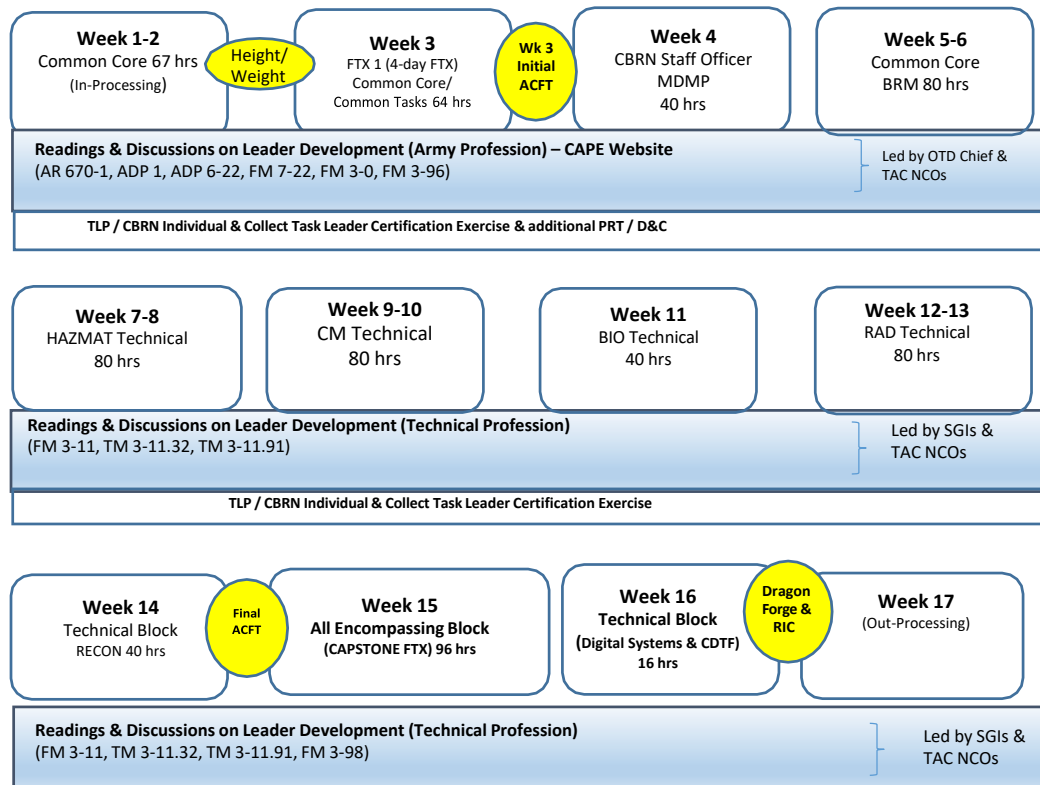 Week 1-2
Common Core 67 hrs
(In-Processing)
Height/
Weight
Week 3
FTX 1 (4-day FTX)
Common Core/
Common Tasks 64 hrs
Wk 3
Initial
ACFT
Week 4
CBRN Staff Officer
MDMP
40 hrs
Week 5-6
Common Core
BRM 80 hrs
Readings & Discussions on Leader Development (Army Profession) – CAPE Website
(AR 670-1, ADP 1, ADP 6-22, FM 7-22, FM 3-0, FM 3-96)
Led by OTD Chief &
TAC NCOs
TLP / CBRN Individual & Collect Task Leader Certification Exercise & additional PRT / D&C
Week 7-8
HAZMAT Technical
80 hrs
Week 9-10
CM Technical
80 hrs
Week 11
BIO Technical
40 hrs
Week 12-13
RAD Technical
80 hrs
Readings & Discussions on Leader Development (Technical Profession)
(FM 3-11, TM 3-11.32, TM 3-11.91)
Led by SGIs &
TAC NCOs
TLP / CBRN Individual & Collect Task Leader Certification Exercise
Week 14
Technical Block
RECON 40 hrs
Final
ACFT
Week 15
All Encompassing Block
(CAPSTONE FTX) 96 hrs
Week 16
Technical Block
(Digital Systems & CDTF)
16 hrs
Dragon
Forge &
RIC
Week 17
(Out-Processing)
Readings & Discussions on Leader Development (Technical Profession)
(FM 3-11, TM 3-11.32, TM 3-11.91, FM 3-98)
Led by SGIs &
TAC NCOs